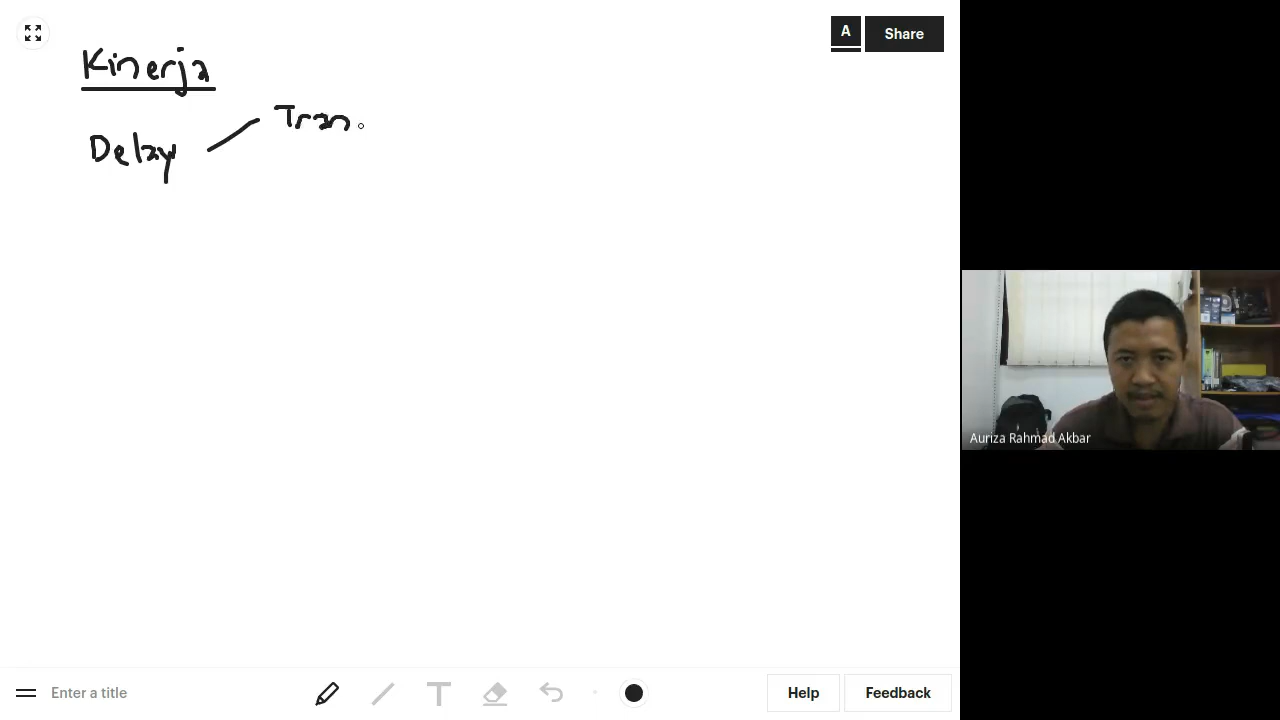 A
Share
Kinerja
Tran
Delay
Auriza Rahmad Akbar
Enter a title
T
Help
Feedback